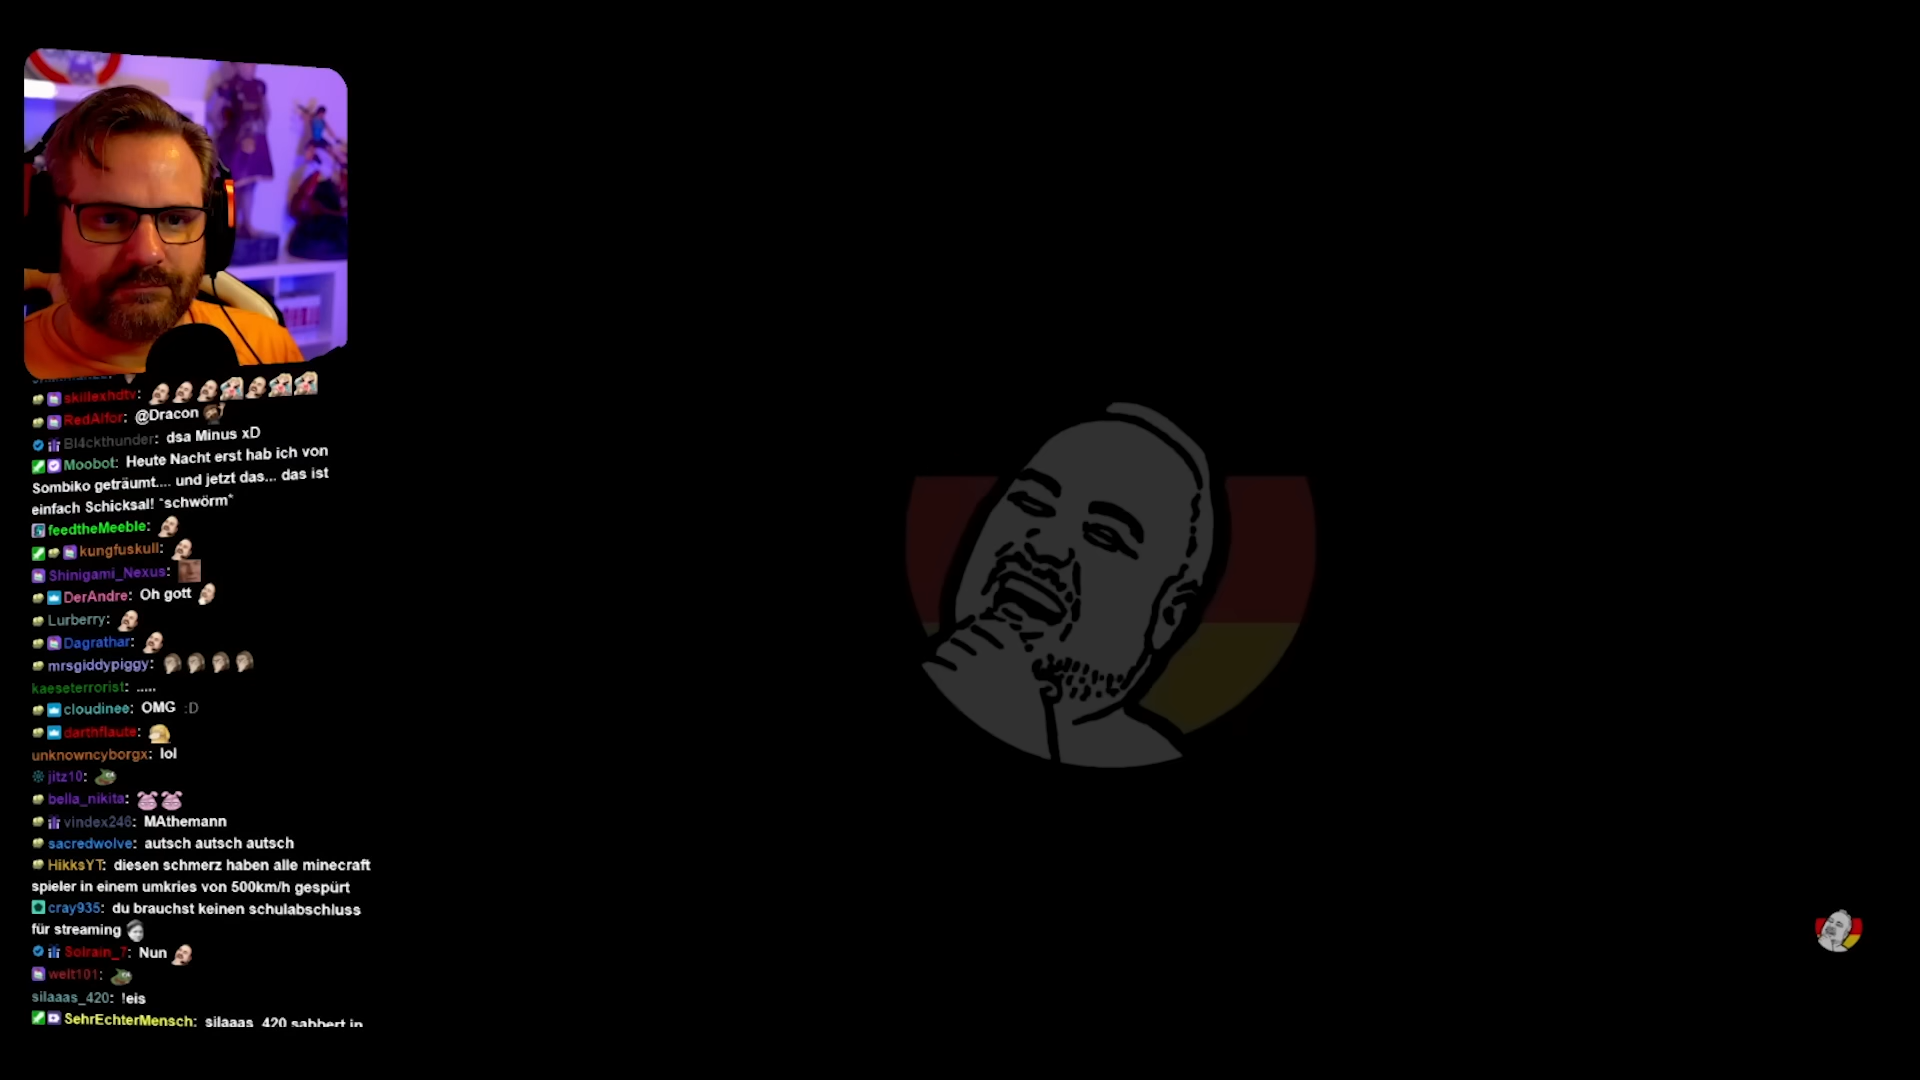 skillexhdtv:
RedAlfor: @Dracon
Bl4ckthunder: dsa Minus xD
Moobot: Heute Nacht erst hab ich von
Sombiko geträumt.... und jetzt das... das ist
einfach Schicksal! *schwörm*
feedtheMeeble:
kungfuskull:
Shinigami_Nexus:
DerAndre: Oh gott
Lurberry:
Dagrathar:
mrsgiddypiggy:
kaeseterrorist: .....
cloudinee: OMG :D
darthflaute:
unknowncyborgx: lol
jitz10:
bella_nikita:
vindex246: MAthemann
sacredwolve: autsch autsch autsch
HikksYT: diesen schmerz haben alle minecraft
spieler in einem umkries von 500km/h gespürt
cray935: du brauchst keinen schulabschluss
für streaming
Solrain_7: Nun
welt101:
silaaas_420: !eis
SehrEchterMensch: silaaas_420 sabbert in